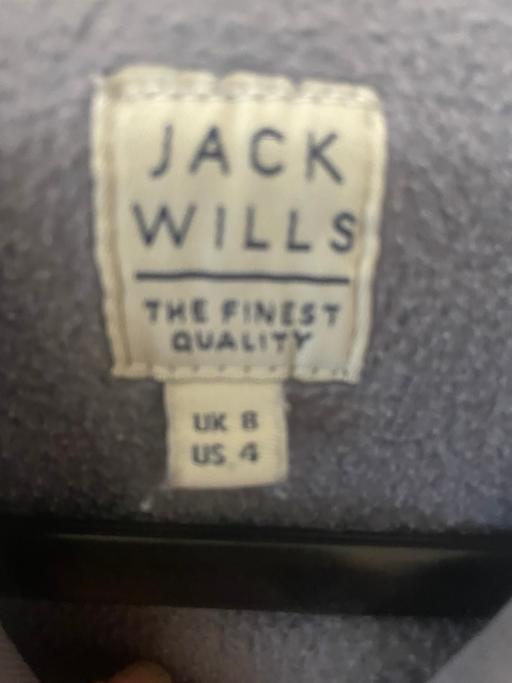 JACK
WILLS
THE FINEST
QUALITY
UK 8
US 4